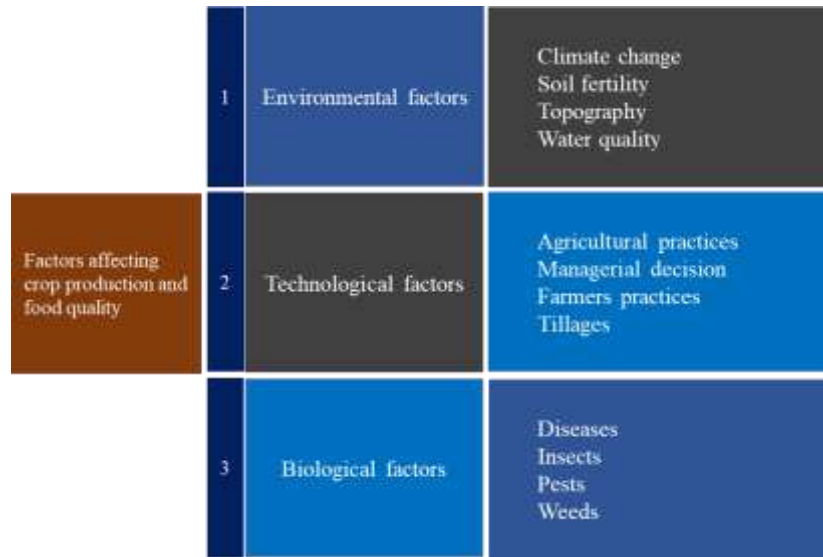 Factors affecting
crop production and
food quality
1
Environmental factors
Climate change
Soil fertility
Topography
Water quality
2
Technological factors
Agricultural practices
Managerial decision
Farmers practices
Tillages
3
Biological factors
Diseases
Insects
Pests
Weeds